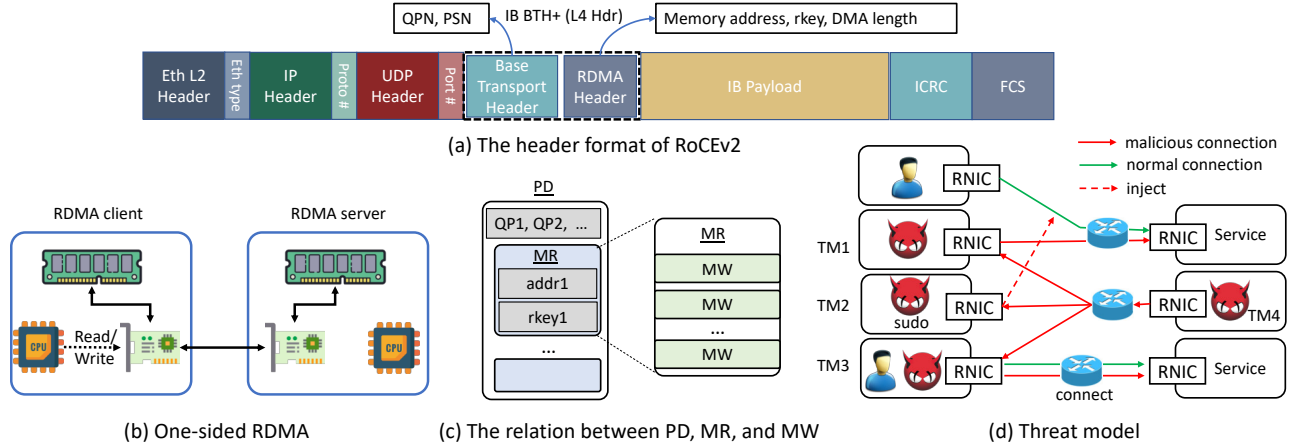 QPN, PSN
IB BTH+ (L4 Hdr)
Memory address, rkey, DMA length
Eth L2
Header
Eth type
IP
Header
Proto #
UDP
Header
Port #
Base
Transport
Header
RDMA
Header
IB Payload
ICRC
FCS
(a) The header format of RoCEv2
RDMA client
RDMA server
CPU
Read/
Write
CPU
(b) One-sided RDMA
PD
QP1, QP2, ...
MR
addr1
rkey1
...
MR
MW
MW
...
MW
(c) The relation between PD, MR, and MW
malicious connection
normal connection
inject
RNIC
TM1
RNIC
RNIC
Service
TM2
sudo
RNIC
RNIC
TM4
TM3
RNIC
connect
RNIC
Service
(d) Threat model